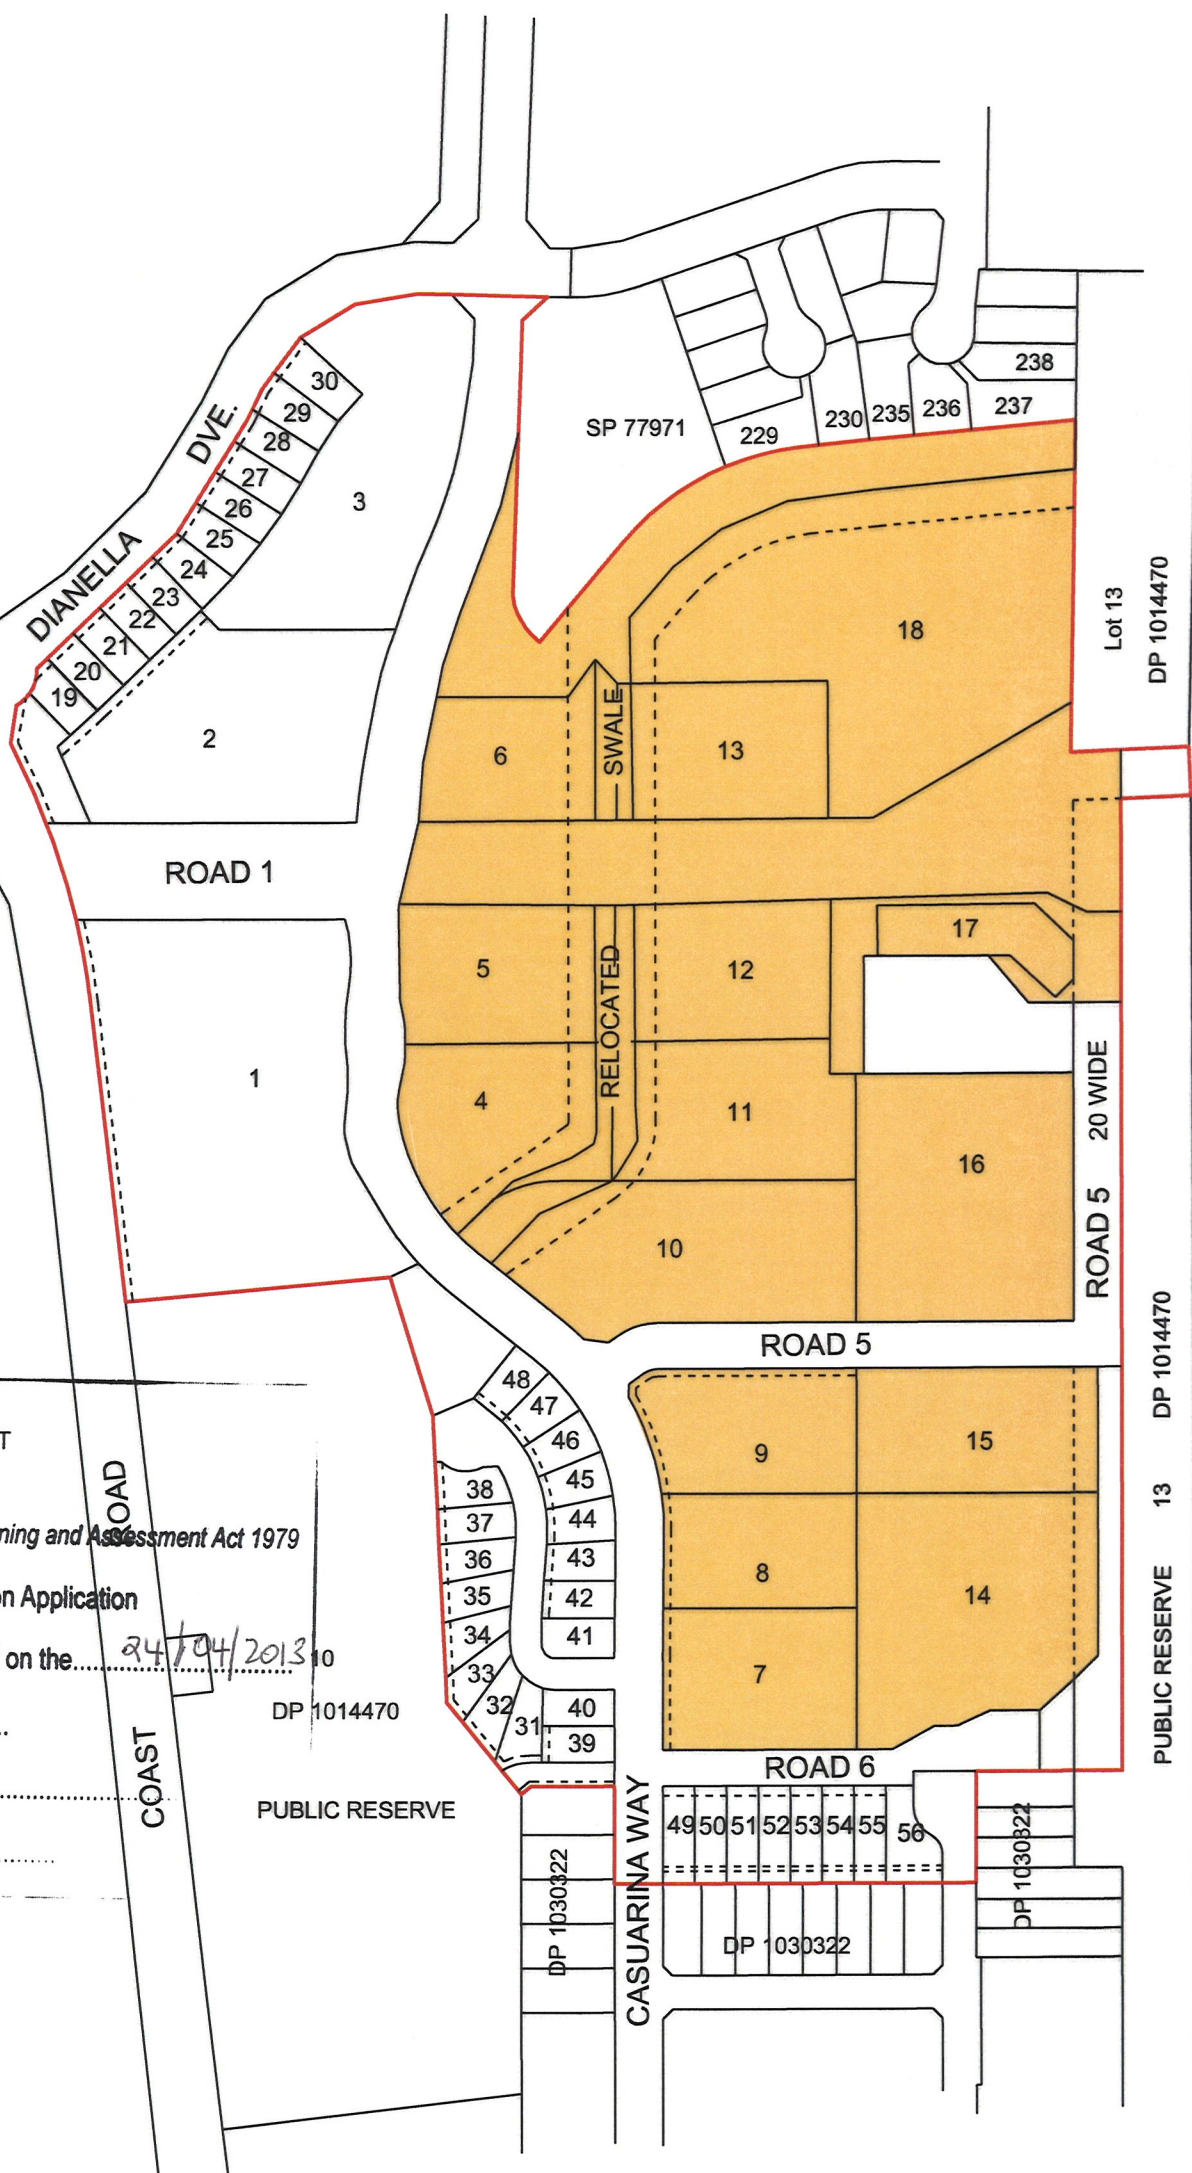 238
237
236
235
230
229
SP 77971
30
29
28
27
26
25
24
23
22
21
20
19
DIANELLA DVE.
3
2
18
Lot 13
DP 1014470
6
SWALE
13
ROAD 1
17
5
RELOCATED
12
1
4
11
16
20 WIDE
ROAD 5
10
ROAD 5
DP 1014470
13
PUBLIC RESERVE
48
47
46
45
44
43
42
41
40
39
38
37
36
35
34
33
32
31
9
15
8
14
7
ROAD 6
T
ning and Assessment Act 1979
n Application
on the 24/04/2013
10
DP 1014470
PUBLIC RESERVE
COAST ROAD
CASUARINA WAY
49 50 51 52 53 54 55 56
DP 1030322
DP 1030322
DP 1030322